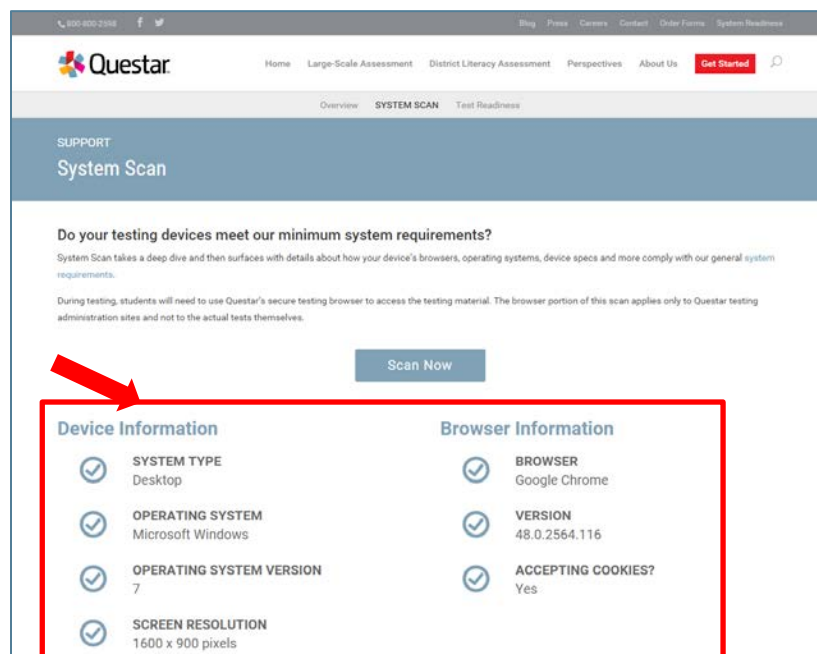 800-800-2598
Blog Press Careers Contact Order Forms System Readiness
Questar
Home Large-Scale Assessment District Literacy Assessment Perspectives About Us Get Started
Overview SYSTEM SCAN Test Readiness
SUPPORT
System Scan
Do your testing devices meet our minimum system requirements?
System Scan takes a deep dive and then surfaces with details about how your device's browsers, operating systems, device specs and more comply with our general system
requirements.
During testing, students will need to use Questar's secure testing browser to access the testing material. The browser portion of this scan applies only to Questar testing
administration sites and not to the actual tests themselves.
Scan Now
Device Information
SYSTEM TYPE
Desktop
OPERATING SYSTEM
Microsoft Windows
OPERATING SYSTEM VERSION
7
SCREEN RESOLUTION
1600 x 900 pixels
Browser Information
BROWSER
Google Chrome
VERSION
48.0.2564.116
ACCEPTING COOKIES?
Yes